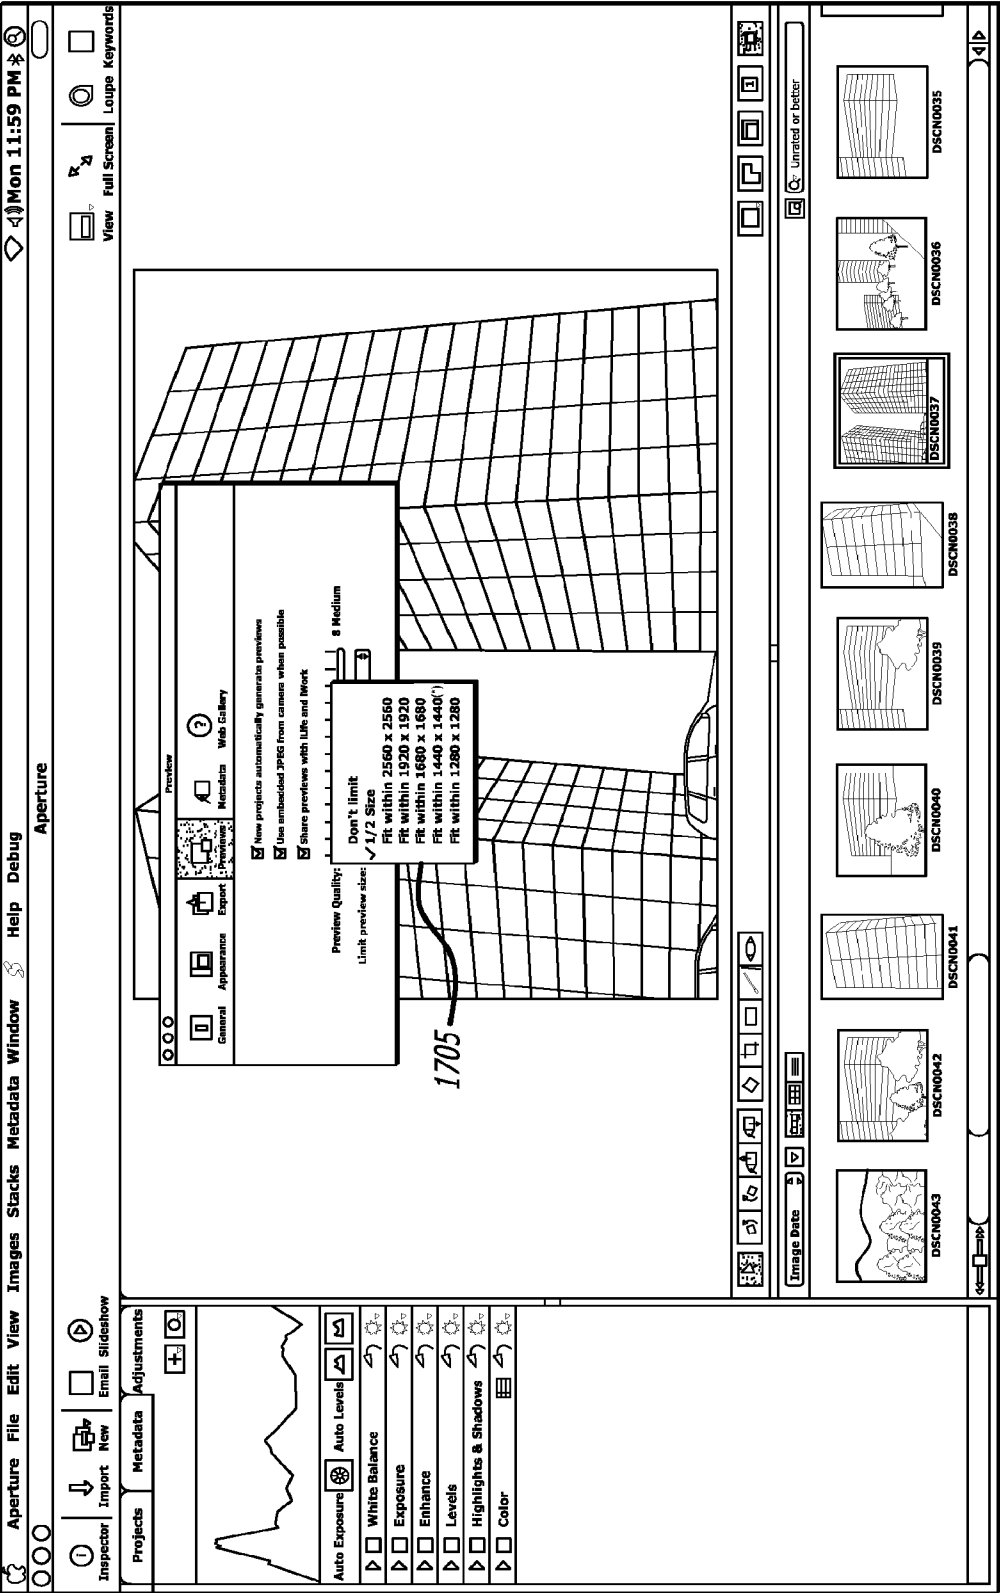 Aperture File Edit View Images Stacks Metadata Window Help Debug Mon 11:59 PM
Aperture
Inspector Import New Email Slideshow View Full Screen Loupe Keywords
Projects Metadata Adjustments
Auto Exposure Auto Levels
White Balance
Exposure
Enhance
Levels
Highlights & Shadows
Color
Preview
General Appearance Export Previews Metadata Web Gallery
New projects automatically generate previews
Use embedded JPEG from camera when possible
Share previews with iLife and iWork
Preview Quality: 8 Medium
Limit preview size:
Don't limit
✓1/2 Size
Fit within 2560 x 2560
Fit within 1920 x 1920
Fit within 1680 x 1680
Fit within 1440 x 1440(*)
Fit within 1280 x 1280
1705
1
Image Date Unrated or better
DSCN0043 DSCN0042 DSCN0041 DSCN0040 DSCN0039 DSCN0038 DSCN0037 DSCN0036 DSCN0035